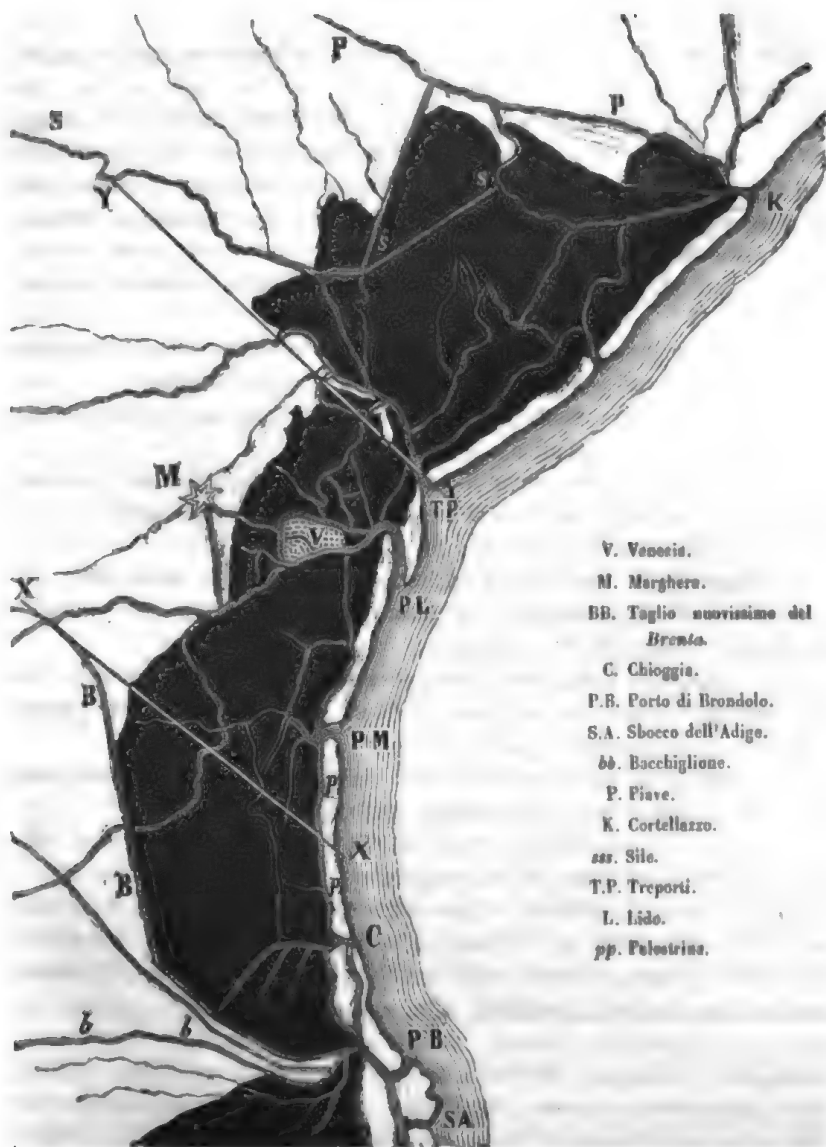 P
P
S
Y
S
S
K
M
V
T P
X
P L
B
P M
p
X
B
p
C
b
b
P B
S A
V. Venezia.
M. Marghera.
BB. Taglio nuovissimo del
Brenta.
C. Chioggia.
P.B. Porto di Brondolo.
S.A. Sbocco dell'Adige.
bb. Bacchiglione.
P. Piave.
K. Cortellazzo.
sss. Sile.
T.P. Treporti.
L. Lido.
pp. Palestrina.